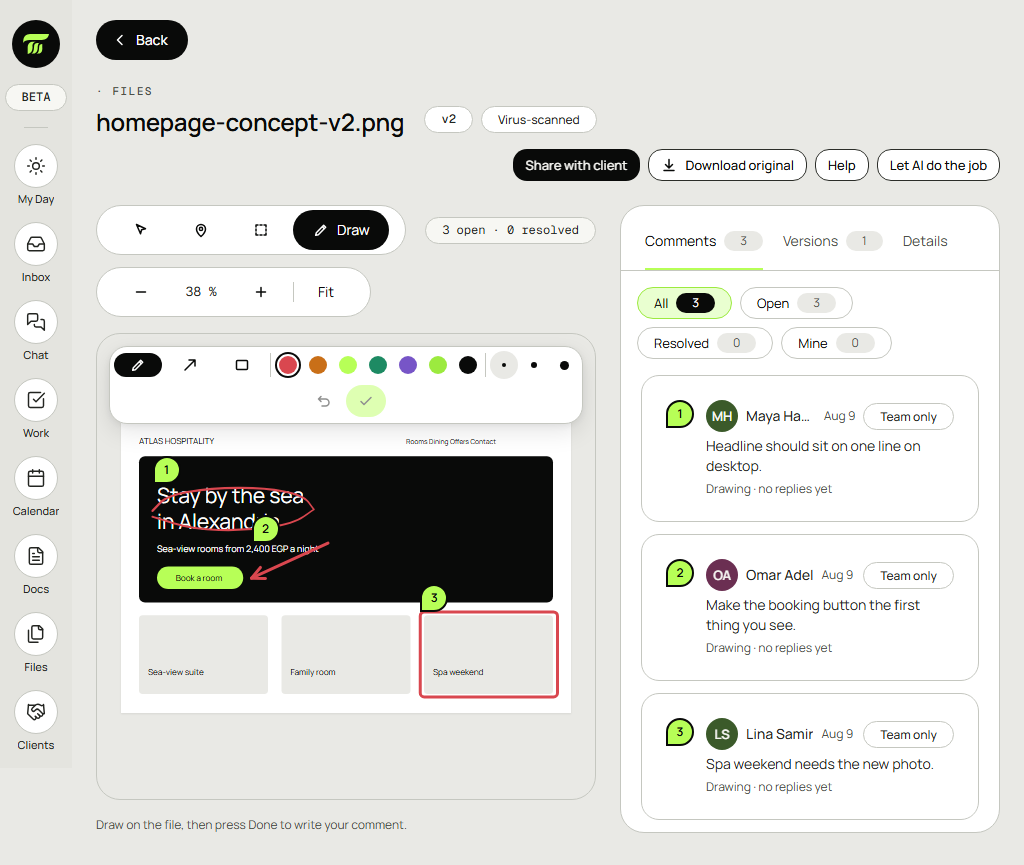 Back
BETA
· FILES
homepage-concept-v2.png
v2
Virus-scanned
Share with client
Download original
Help
Let AI do the job
My Day
Inbox
Chat
Work
Calendar
Docs
Files
Clients
Draw
3 open · 0 resolved
38 %
Fit
ATLAS HOSPITALITY
Rooms Dining Offers Contact
1
Stay by the sea
in Alexandria
2
Sea-view rooms from 2,400 EGP a night
Book a room
3
Sea-view suite
Family room
Spa weekend
Draw on the file, then press Done to write your comment.
Comments 3
Versions 1
Details
All 3
Open 3
Resolved 0
Mine 0
1
MH
Maya Ha...
Aug 9
Team only
Headline should sit on one line on
desktop.
Drawing · no replies yet
2
OA
Omar Adel
Aug 9
Team only
Make the booking button the first
thing you see.
Drawing · no replies yet
3
LS
Lina Samir
Aug 9
Team only
Spa weekend needs the new photo.
Drawing · no replies yet